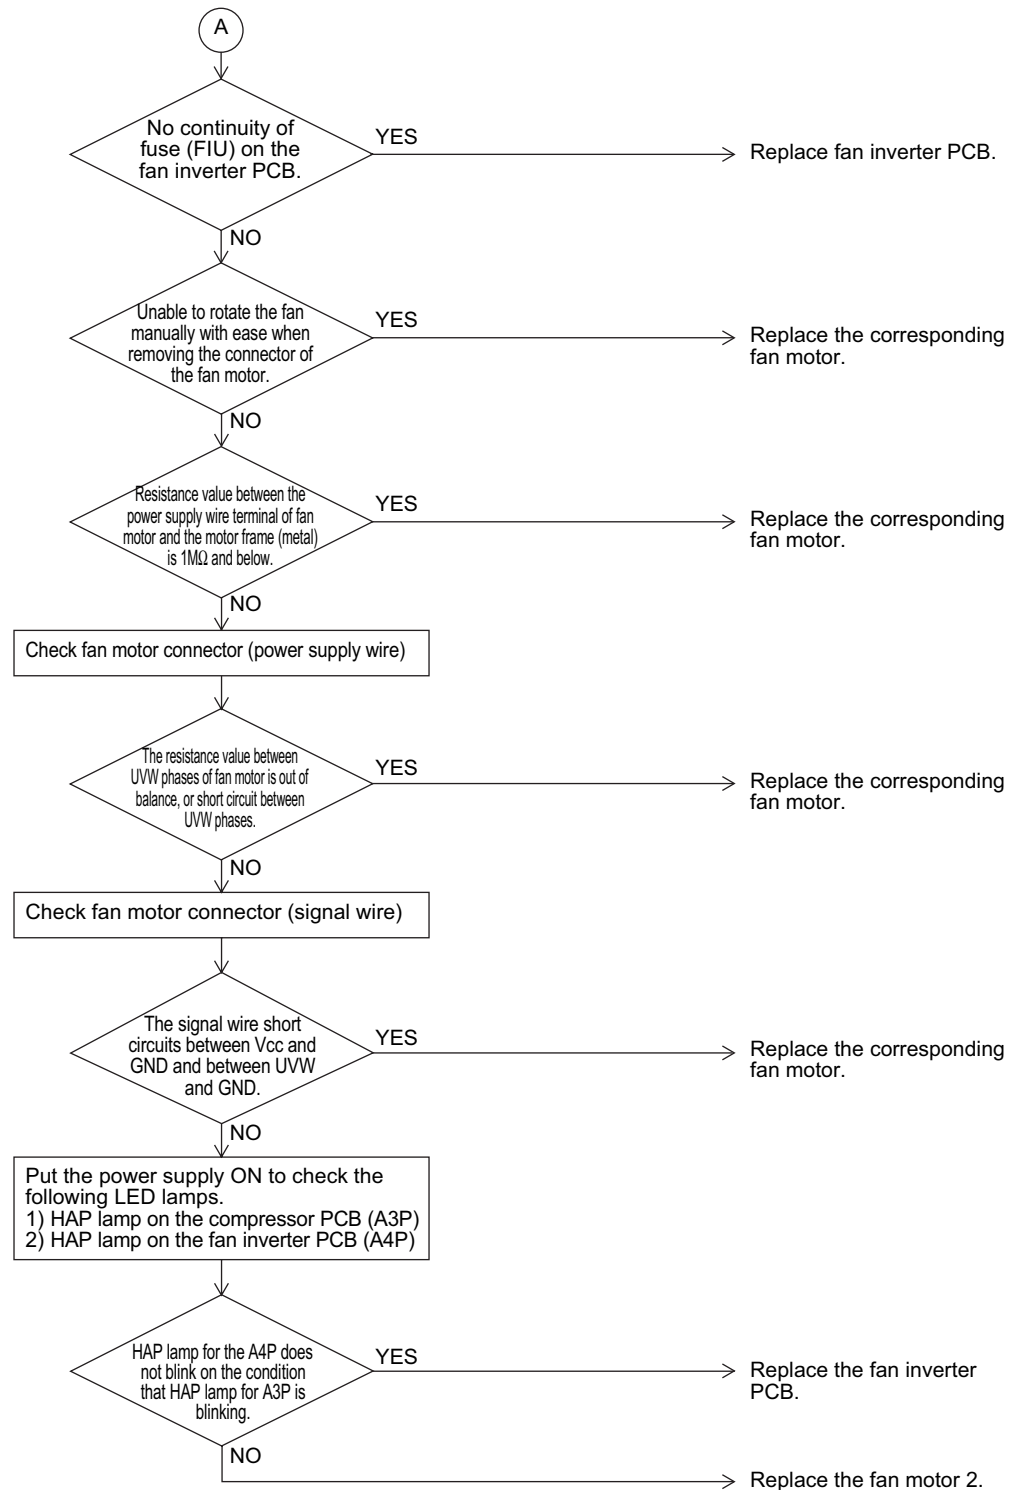 A
No continuity of
fuse (FIU) on the
fan inverter PCB.
YES
Replace fan inverter PCB.
NO
Unable to rotate the fan
manually with ease when
removing the connector of
the fan motor.
YES
Replace the corresponding
fan motor.
NO
Resistance value between the
power supply wire terminal of fan
motor and the motor frame (metal)
is 1MΩ and below.
YES
Replace the corresponding
fan motor.
NO
Check fan motor connector (power supply wire)
The resistance value between
UVW phases of fan motor is out of
balance, or short circuit between
UVW phases.
YES
Replace the corresponding
fan motor.
NO
Check fan motor connector (signal wire)
The signal wire short
circuits between Vcc and
GND and between UVW
and GND.
YES
Replace the corresponding
fan motor.
NO
Put the power supply ON to check the
following LED lamps.
1) HAP lamp on the compressor PCB (A3P)
2) HAP lamp on the fan inverter PCB (A4P)
HAP lamp for the A4P does
not blink on the condition
that HAP lamp for A3P is
blinking.
YES
Replace the fan inverter
PCB.
NO
Replace the fan motor 2.